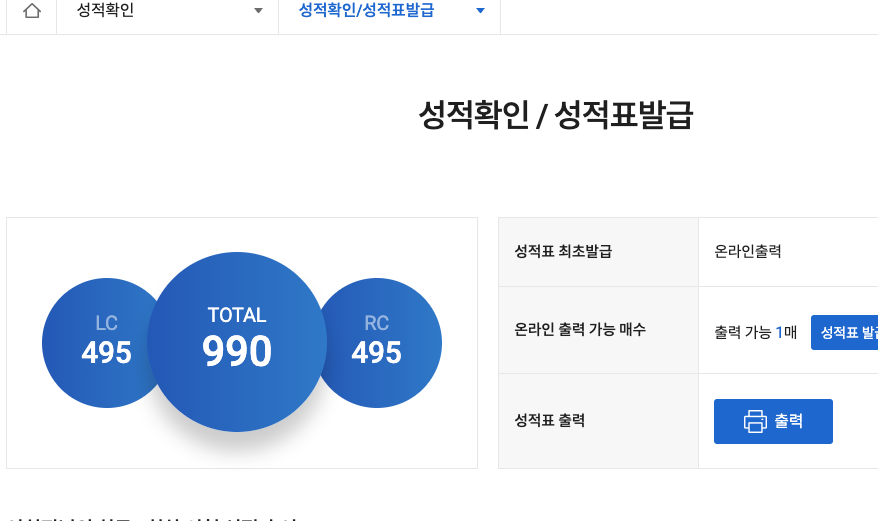 성적확인
성적확인/성적표발급
성적확인 / 성적표발급
LC
495
TOTAL
990
RC
495
성적표 최초발급
온라인출력
온라인 출력 가능 매수
출력 가능 1매
성적표
성적표 출력
출력